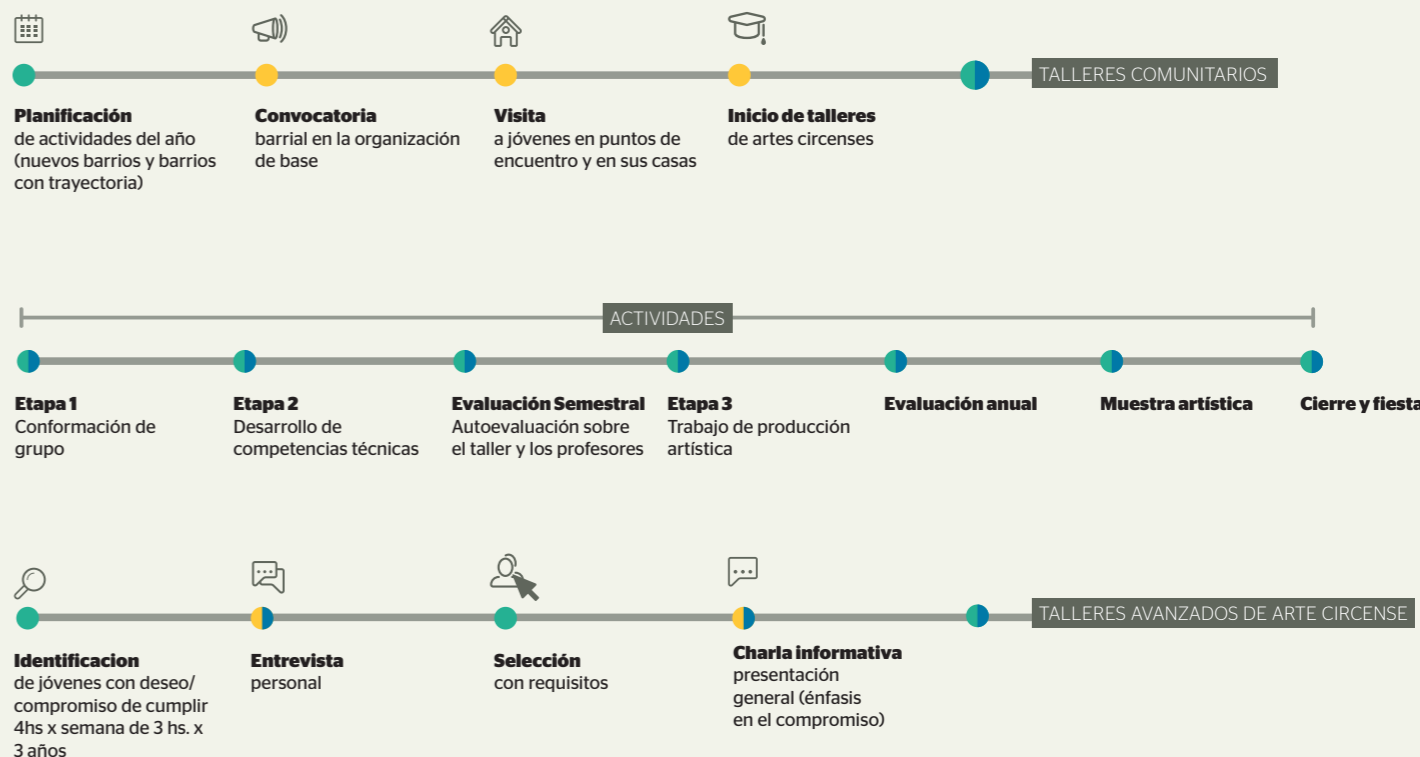 TALLERES COMUNITARIOS
Planificación
de actividades del año
(nuevos barrios y barrios
con trayectoria)
Convocatoria
barrial en la organización
de base
Visita
a jóvenes en puntos de
encuentro y en sus casas
Inicio de talleres
de artes circenses
ACTIVIDADES
Etapa 1
Conformación de
grupo
Etapa 2
Desarrollo de
competencias técnicas
Evaluación Semestral
Autoevaluación sobre
el taller y los profesores
Etapa 3
Trabajo de producción
artística
Evaluación anual
Muestra artística
Cierre y fiesta
TALLERES AVANZADOS DE ARTE CIRCENSE
Identificacion
de jóvenes con deseo/
compromiso de cumplir
4hs x semana de 3 hs. x
3 años
Entrevista
personal
Selección
con requisitos
Charla informativa
presentación
general (énfasis
en el compromiso)